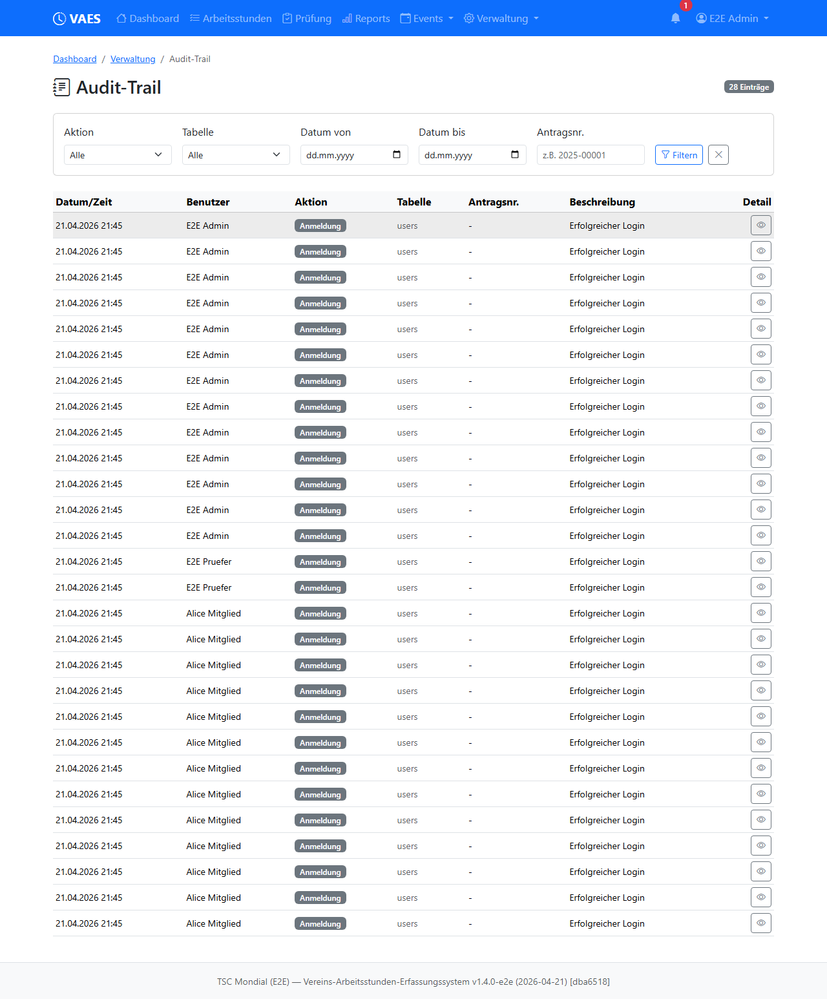 VAES Dashboard Arbeitsstunden Prüfung Reports Events Verwaltung 1 E2E Admin
Dashboard / Verwaltung / Audit-Trail
Audit-Trail 28 Einträge
Aktion Tabelle Datum von Datum bis Antragsnr.
Alle Alle dd.mm.yyyy dd.mm.yyyy z.B. 2025-00001 Filtern
Datum/Zeit Benutzer Aktion Tabelle Antragsnr. Beschreibung Detail
21.04.2026 21:45 E2E Admin Anmeldung users - Erfolgreicher Login
21.04.2026 21:45 E2E Admin Anmeldung users - Erfolgreicher Login
21.04.2026 21:45 E2E Admin Anmeldung users - Erfolgreicher Login
21.04.2026 21:45 E2E Admin Anmeldung users - Erfolgreicher Login
21.04.2026 21:45 E2E Admin Anmeldung users - Erfolgreicher Login
21.04.2026 21:45 E2E Admin Anmeldung users - Erfolgreicher Login
21.04.2026 21:45 E2E Admin Anmeldung users - Erfolgreicher Login
21.04.2026 21:45 E2E Admin Anmeldung users - Erfolgreicher Login
21.04.2026 21:45 E2E Admin Anmeldung users - Erfolgreicher Login
21.04.2026 21:45 E2E Admin Anmeldung users - Erfolgreicher Login
21.04.2026 21:45 E2E Admin Anmeldung users - Erfolgreicher Login
21.04.2026 21:45 E2E Admin Anmeldung users - Erfolgreicher Login
21.04.2026 21:45 E2E Admin Anmeldung users - Erfolgreicher Login
21.04.2026 21:45 E2E Pruefer Anmeldung users - Erfolgreicher Login
21.04.2026 21:45 E2E Pruefer Anmeldung users - Erfolgreicher Login
21.04.2026 21:45 Alice Mitglied Anmeldung users - Erfolgreicher Login
21.04.2026 21:45 Alice Mitglied Anmeldung users - Erfolgreicher Login
21.04.2026 21:45 Alice Mitglied Anmeldung users - Erfolgreicher Login
21.04.2026 21:45 Alice Mitglied Anmeldung users - Erfolgreicher Login
21.04.2026 21:45 Alice Mitglied Anmeldung users - Erfolgreicher Login
21.04.2026 21:45 Alice Mitglied Anmeldung users - Erfolgreicher Login
21.04.2026 21:45 Alice Mitglied Anmeldung users - Erfolgreicher Login
21.04.2026 21:45 Alice Mitglied Anmeldung users - Erfolgreicher Login
21.04.2026 21:45 Alice Mitglied Anmeldung users - Erfolgreicher Login
21.04.2026 21:45 Alice Mitglied Anmeldung users - Erfolgreicher Login
21.04.2026 21:45 Alice Mitglied Anmeldung users - Erfolgreicher Login
21.04.2026 21:45 Alice Mitglied Anmeldung users - Erfolgreicher Login
21.04.2026 21:45 Alice Mitglied Anmeldung users - Erfolgreicher Login
TSC Mondial (E2E) — Vereins-Arbeitsstunden-Erfassungssystem v1.4.0-e2e (2026-04-21) [dba6518]